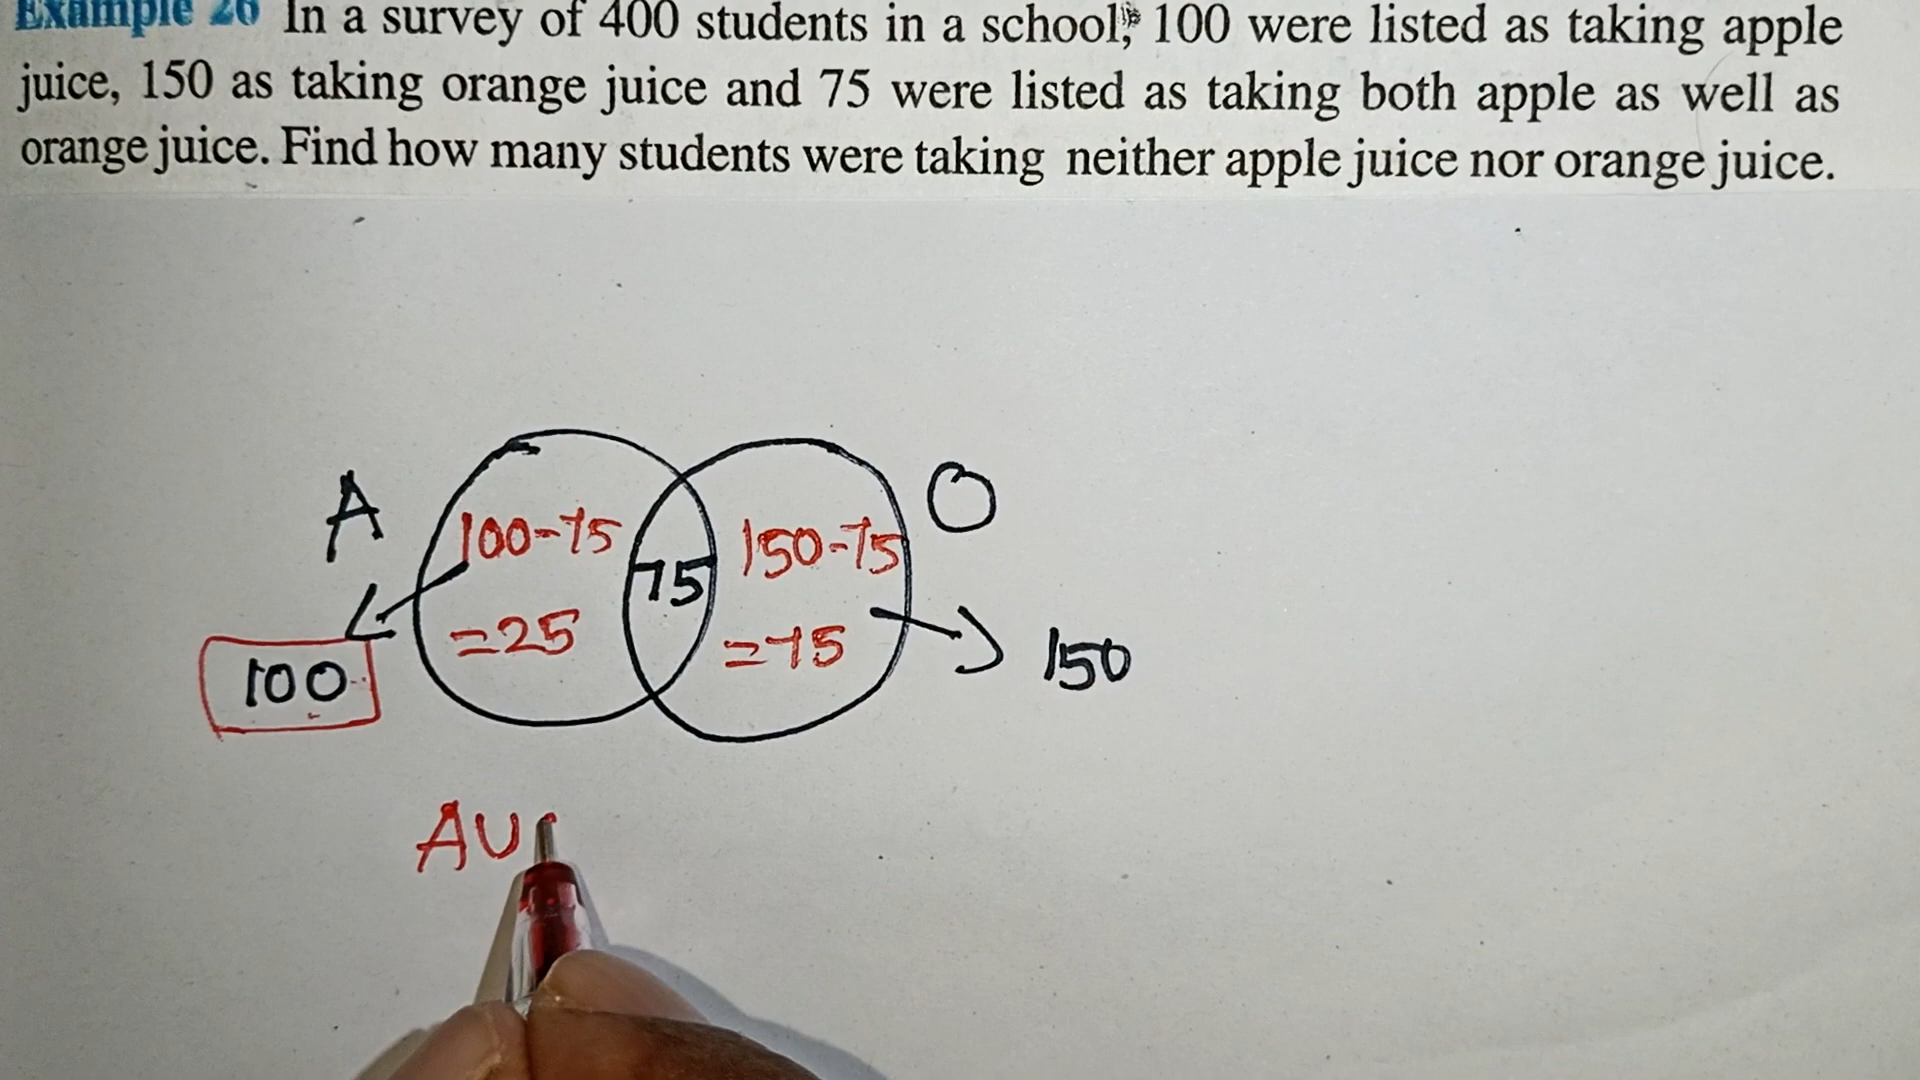 Example 26 In a survey of 400 students in a school, 100 were listed as taking apple
juice, 150 as taking orange juice and 75 were listed as taking both apple as well as
orange juice. Find how many students were taking neither apple juice nor orange juice.
A
O
100-75
75
150-75
=25
=75
100
150
AU